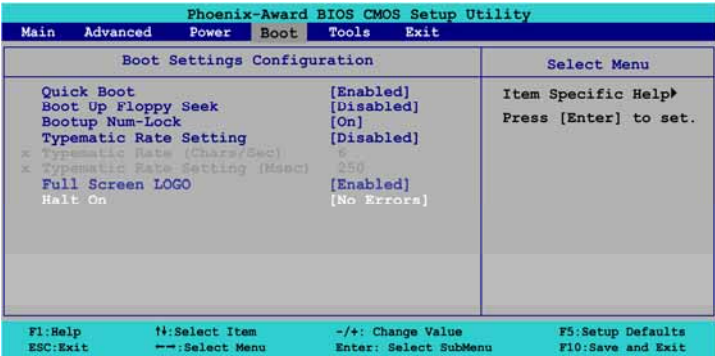 Phoenix-Award BIOS CMOS Setup Utility
Main Advanced Power Boot Tools Exit
Boot Settings Configuration
Select Menu
Quick Boot [Enabled]
Boot Up Floppy Seek [Disabled]
Bootup Num-Lock [On]
Typematic Rate Setting [Disabled]
x Typematic Rate (Chars/Sec) 6
x Typematic Rate Setting (Msec) 250
Full Screen LOGO [Enabled]
Halt On [No Errors]
Item Specific Help▶
Press [Enter] to set.
F1:Help ↑↓:Select Item -/+: Change Value F5:Setup Defaults
ESC:Exit ←→:Select Menu Enter: Select SubMenu F10:Save and Exit